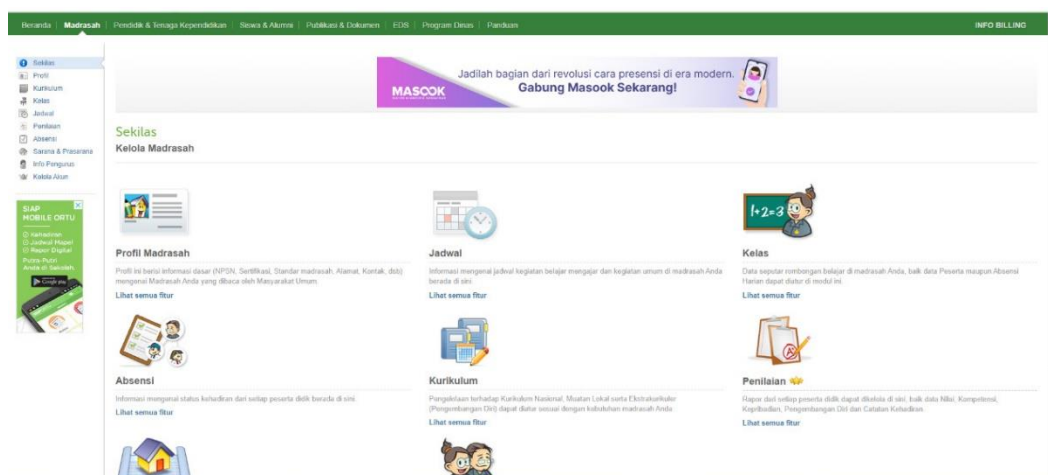 Beranda | Madrasah | Pendidik & Tenaga Kependidikan | Siswa & Alumni | Publikasi & Dokumen | EDS | Program Dinas | Panduan
INFO BILLING
Sekilas
Profil
Kurikulum
Kelas
Jadwal
Penilaian
Absensi
Sarana & Prasarana
Info Pengurus
Kelola Akun
SIAP
MOBILE ORTU
Kehadiran
Jadwal Mapel
Rapor Digital
Putra-Putri
Anda di Sekolah.
Google play
MASOOK
Jadilah bagian dari revolusi cara presensi di era modern.
Gabung Masook Sekarang!
Sekilas
Kelola Madrasah
Profil Madrasah
Profil ini berisi informasi dasar (NPSN, Sertifikasi, Standar madrasah, Alamat, Kontak, dsb)
mengenai Madrasah Anda yang dibaca oleh Masyarakat Umum.
Lihat semua fitur
Jadwal
Informasi mengenai jadwal kegiatan belajar mengajar dan kegiatan umum di madrasah Anda
berada di sini.
Lihat semua fitur
1+2=3
Kelas
Data seputar rombongan belajar di madrasah Anda, baik data Peserta maupun Absensi
Harian dapat diatur di modul ini.
Lihat semua fitur
Absensi
Informasi mengenai status kehadiran dari setiap peserta didik berada di sini.
Lihat semua fitur
Kurikulum
Pengelolaan terhadap Kurikulum Nasional, Muatan Lokal serta Ekstrakurikuler
(Pengembangan Diri) dapat diatur sesuai dengan kebutuhan madrasah Anda.
Lihat semua fitur
A+
Penilaian
Rapor dari setiap peserta didik dapat dikelola di sini, baik data Nilai, Kompetensi,
Kepribadian, Pengembangan Diri dan Catatan Kehadiran.
Lihat semua fitur